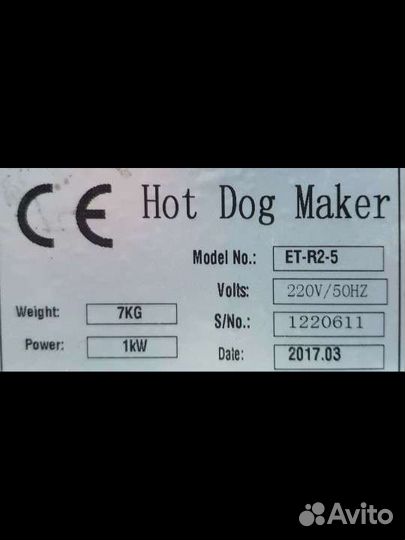 CE Hot Dog Maker
Model No.: ET-R2-5
Volts: 220V/50HZ
Weight: 7KG
S/No.: 1220611
Power: 1kW
Date: 2017.03
Avito